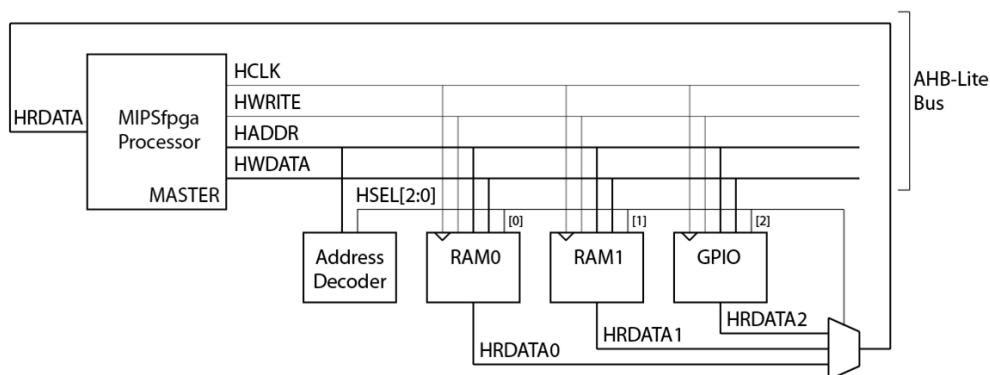 HCLK
HWRITE
HRDATA
MIPSfpga
Processor
HADDR
HWDATA
MASTER
AHB-Lite
Bus
HSEL[2:0]
[0]
[1]
[2]
Address
Decoder
RAM0
RAM1
GPIO
HRDATA2
HRDATA1
HRDATA0